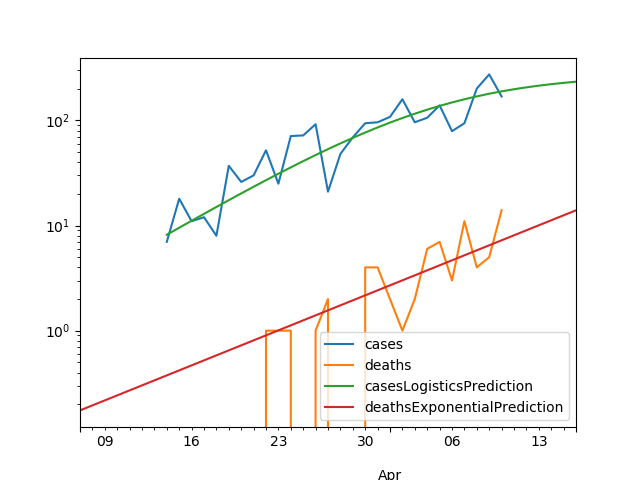 10²
10¹
10⁰
cases
deaths
casesLogisticsPrediction
deathsExponentialPrediction
09 16 23 30 06 13
Apr